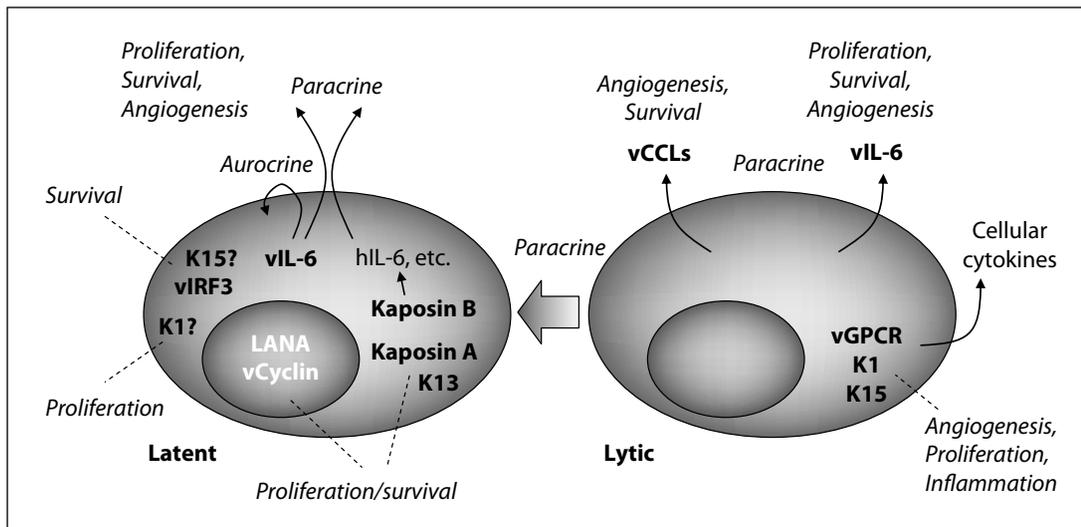 Proliferation,
Survival,
Angiogenesis
Paracrine
Aurocrine
Survival
K15?
vIRF3
vIL-6
hIL-6, etc.
Kaposin B
K1?
LANA
vCyclin
Kaposin A
K13
Proliferation
Latent
Proliferation/survival
Paracrine
Angiogenesis,
Survival
vCCLs
Paracrine
Proliferation,
Survival,
Angiogenesis
vIL-6
Cellular
cytokines
vGPCR
K1
K15
Lytic
Angiogenesis,
Proliferation,
Inflammation